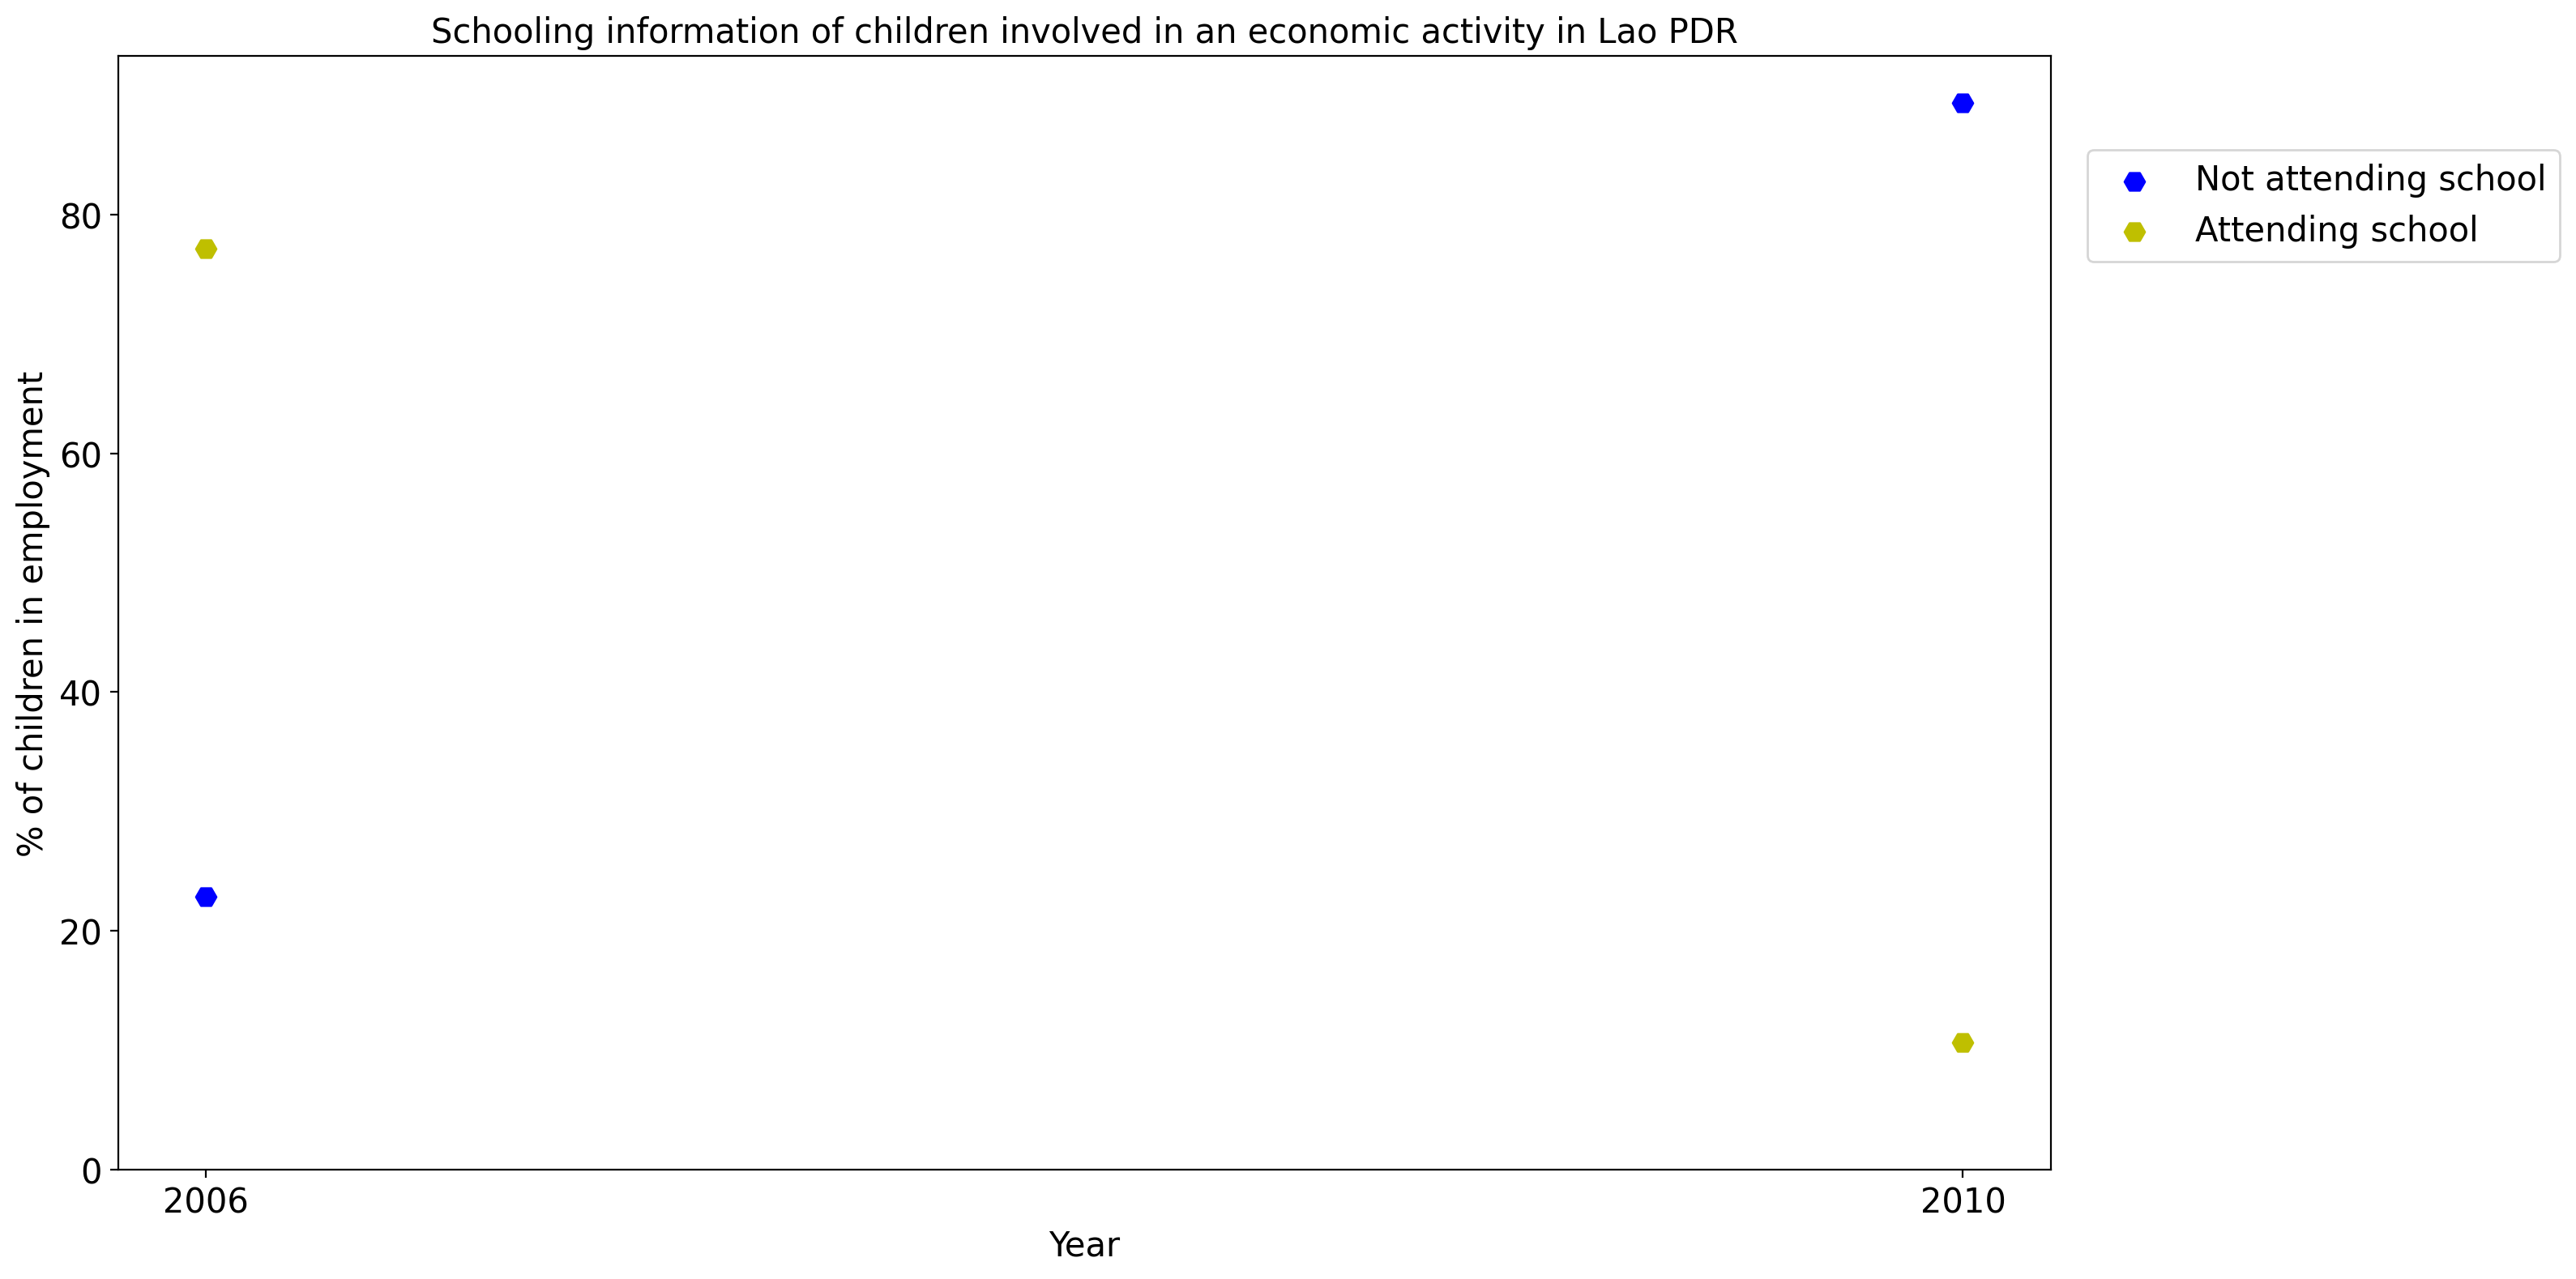 Schooling information of children involved in an economic activity in Lao PDR
Not attending school
Attending school
% of children in employment
80
60
40
20
0
2006
2010
Year